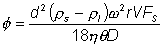 ϕ = d²(ρₛ − ρₗ)ω²rVFₛ / 18ηθD